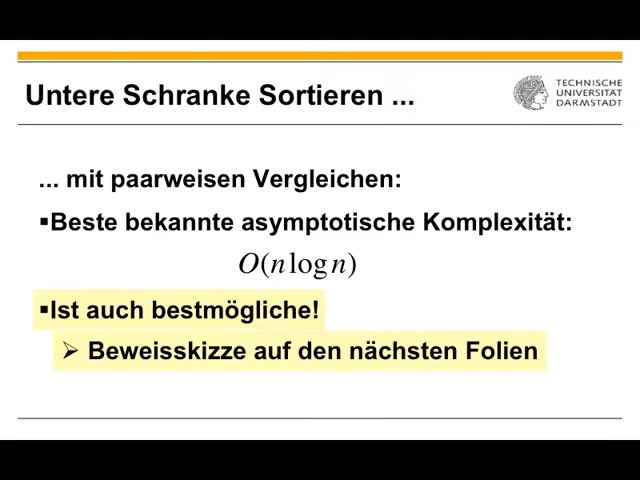 Untere Schranke Sortieren ...
TECHNISCHE
UNIVERSITÄT
DARMSTADT
... mit paarweisen Vergleichen:
▪Beste bekannte asymptotische Komplexität:
O(n log n)
▪Ist auch bestmögliche!
➢ Beweisskizze auf den nächsten Folien